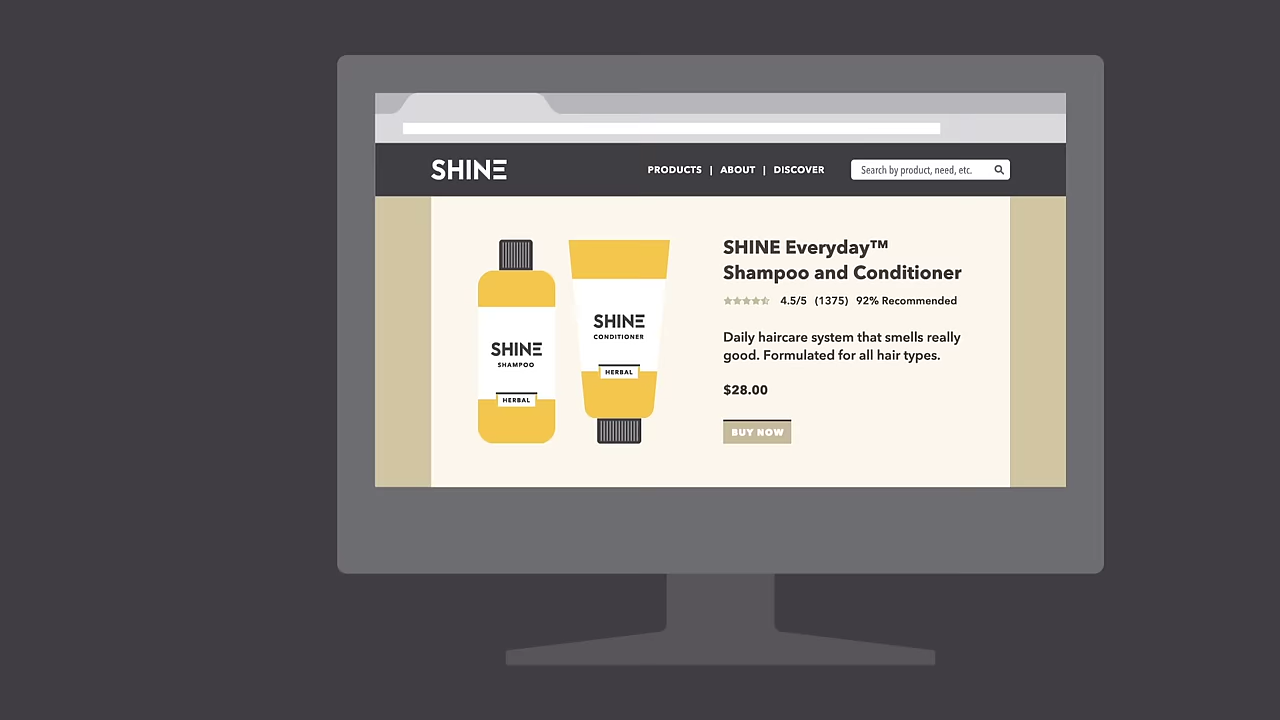 SHINE
PRODUCTS | ABOUT | DISCOVER
Search by product, need, etc.
SHINE Everyday™
Shampoo and Conditioner
4.5/5 (1375) 92% Recommended
Daily haircare system that smells really
good. Formulated for all hair types.
$28.00
BUY NOW
SHINE
SHAMPOO
HERBAL
SHINE
CONDITIONER
HERBAL